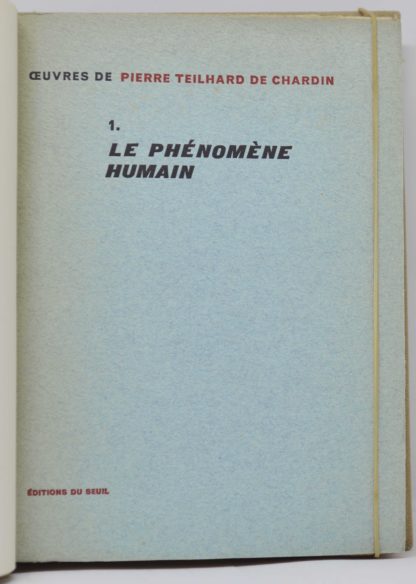 ŒUVRES DE PIERRE TEILHARD DE CHARDIN
1.
LE PHÉNOMÈNE
HUMAIN
ÉDITIONS DU SEUIL